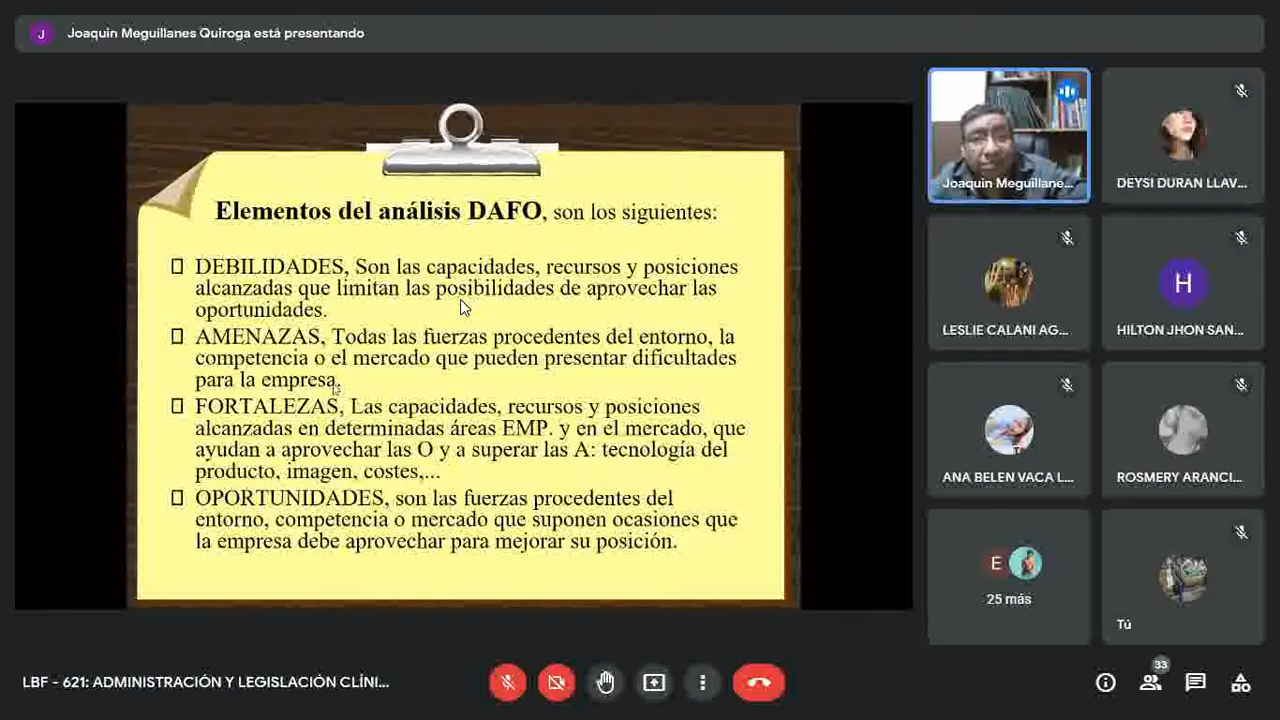 J Joaquin Meguillanes Quiroga está presentando
Elementos del análisis DAFO, son los siguientes:
DEBILIDADES, Son las capacidades, recursos y posiciones
alcanzadas que limitan las posibilidades de aprovechar las
oportunidades.
AMENAZAS, Todas las fuerzas procedentes del entorno, la
competencia o el mercado que pueden presentar dificultades
para la empresa.
FORTALEZAS, Las capacidades, recursos y posiciones
alcanzadas en determinadas áreas EMP. y en el mercado, que
ayudan a aprovechar las O y a superar las A: tecnología del
producto, imagen, costes,...
OPORTUNIDADES, son las fuerzas procedentes del
entorno, competencia o mercado que suponen ocasiones que
la empresa debe aprovechar para mejorar su posición.
Joaquin Meguillane...
DEYSI DURAN LLAV...
LESLIE CALANI AG...
H
HILTON JHON SAN...
ANA BELEN VACA L...
ROSMERY ARANCI...
E
25 más
Tú
LBF - 621: ADMINISTRACIÓN Y LEGISLACIÒN CLÍNI...
33